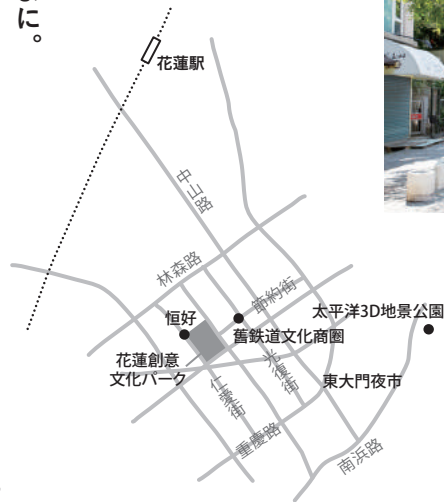 に。
花蓮駅
中山路
林森路
節約街
恒好
太平洋3D地景公園
舊鉄道文化商圏
花蓮創意
文化パーク
仁愛街
光復街
東大門夜市
重慶路
南浜路